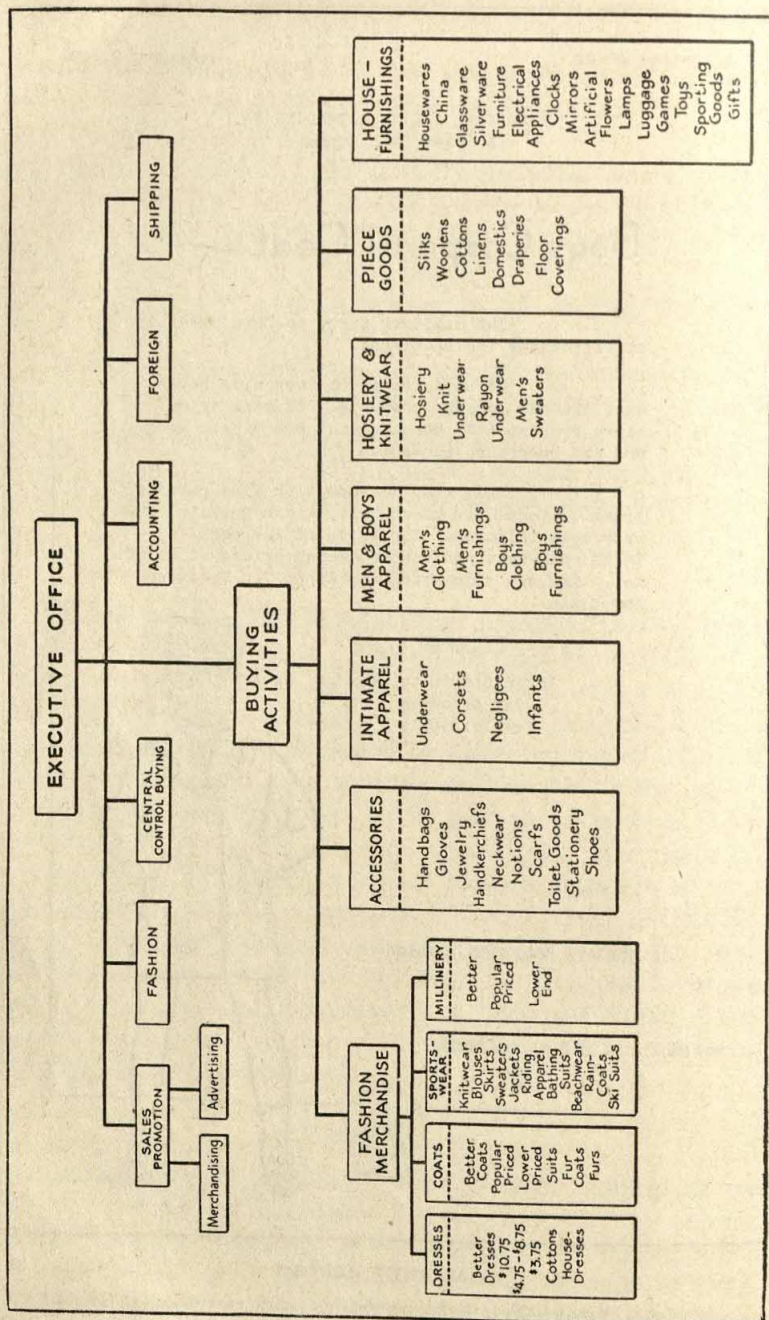 EXECUTIVE OFFICE
SALES
PROMOTION
Merchandising
Advertising
FASHION
CENTRAL
CONTROL BUYING
ACCOUNTING
FOREIGN
SHIPPING
BUYING
ACTIVITIES
FASHION
MERCHANDISE
DRESSES
Better
Dresses
$10.75
$4.75-$8.75
$3.75
Cottons
House-
Dresses
COATS
Better
Coats
Popular
Priced
Lower
Priced
Suits
Fur
Coats
Furs
SPORTS-
WEAR
Knitwear
Blouses
Skirts
Sweaters
Jackets
Riding
Apparel
Bathing
Suits
Beachwear
Rain-
Coats
Ski Suits
MILLINERY
Better
Popular
Priced
Lower
End
ACCESSORIES
Handbags
Gloves
Jewelry
Handkerchiefs
Neckwear
Notions
Scarfs
Toilet Goods
Stationery
Shoes
INTIMATE
APPAREL
Underwear
Corsets
Negligees
Infants
MEN & BOYS
APPAREL
Men's
Clothing
Men's
Furnishings
Boys
Clothing
Boys
Furnishings
HOSIERY &
KNITWEAR
Hosiery
Knit
Underwear
Rayon
Underwear
Men's
Sweaters
PIECE
GOODS
Silks
Woolens
Cottons
Linens
Domestics
Draperies
Floor
Coverings
HOUSE-
FURNISHINGS
Housewares
China
Glassware
Silverware
Furniture
Electrical
Appliances
Clocks
Mirrors
Artificial
Flowers
Lamps
Luggage
Games
Toys
Sporting
Goods
Gifts